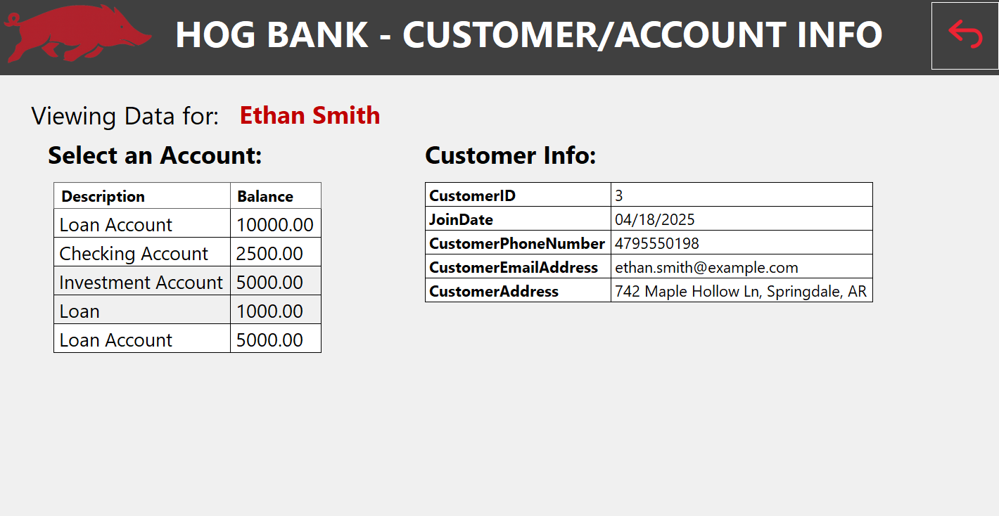 HOG BANK - CUSTOMER/ACCOUNT INFO
Viewing Data for: Ethan Smith
Select an Account:
Description Balance
Loan Account 10000.00
Checking Account 2500.00
Investment Account 5000.00
Loan 1000.00
Loan Account 5000.00
Customer Info:
CustomerID 3
JoinDate 04/18/2025
CustomerPhoneNumber 4795550198
CustomerEmailAddress ethan.smith@example.com
CustomerAddress 742 Maple Hollow Ln, Springdale, AR